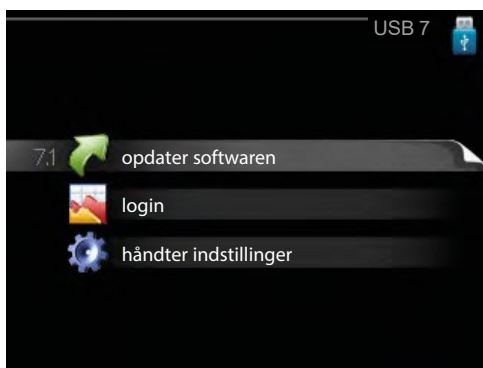 USB 7
7.1 opdater softwaren
login
håndter indstillinger